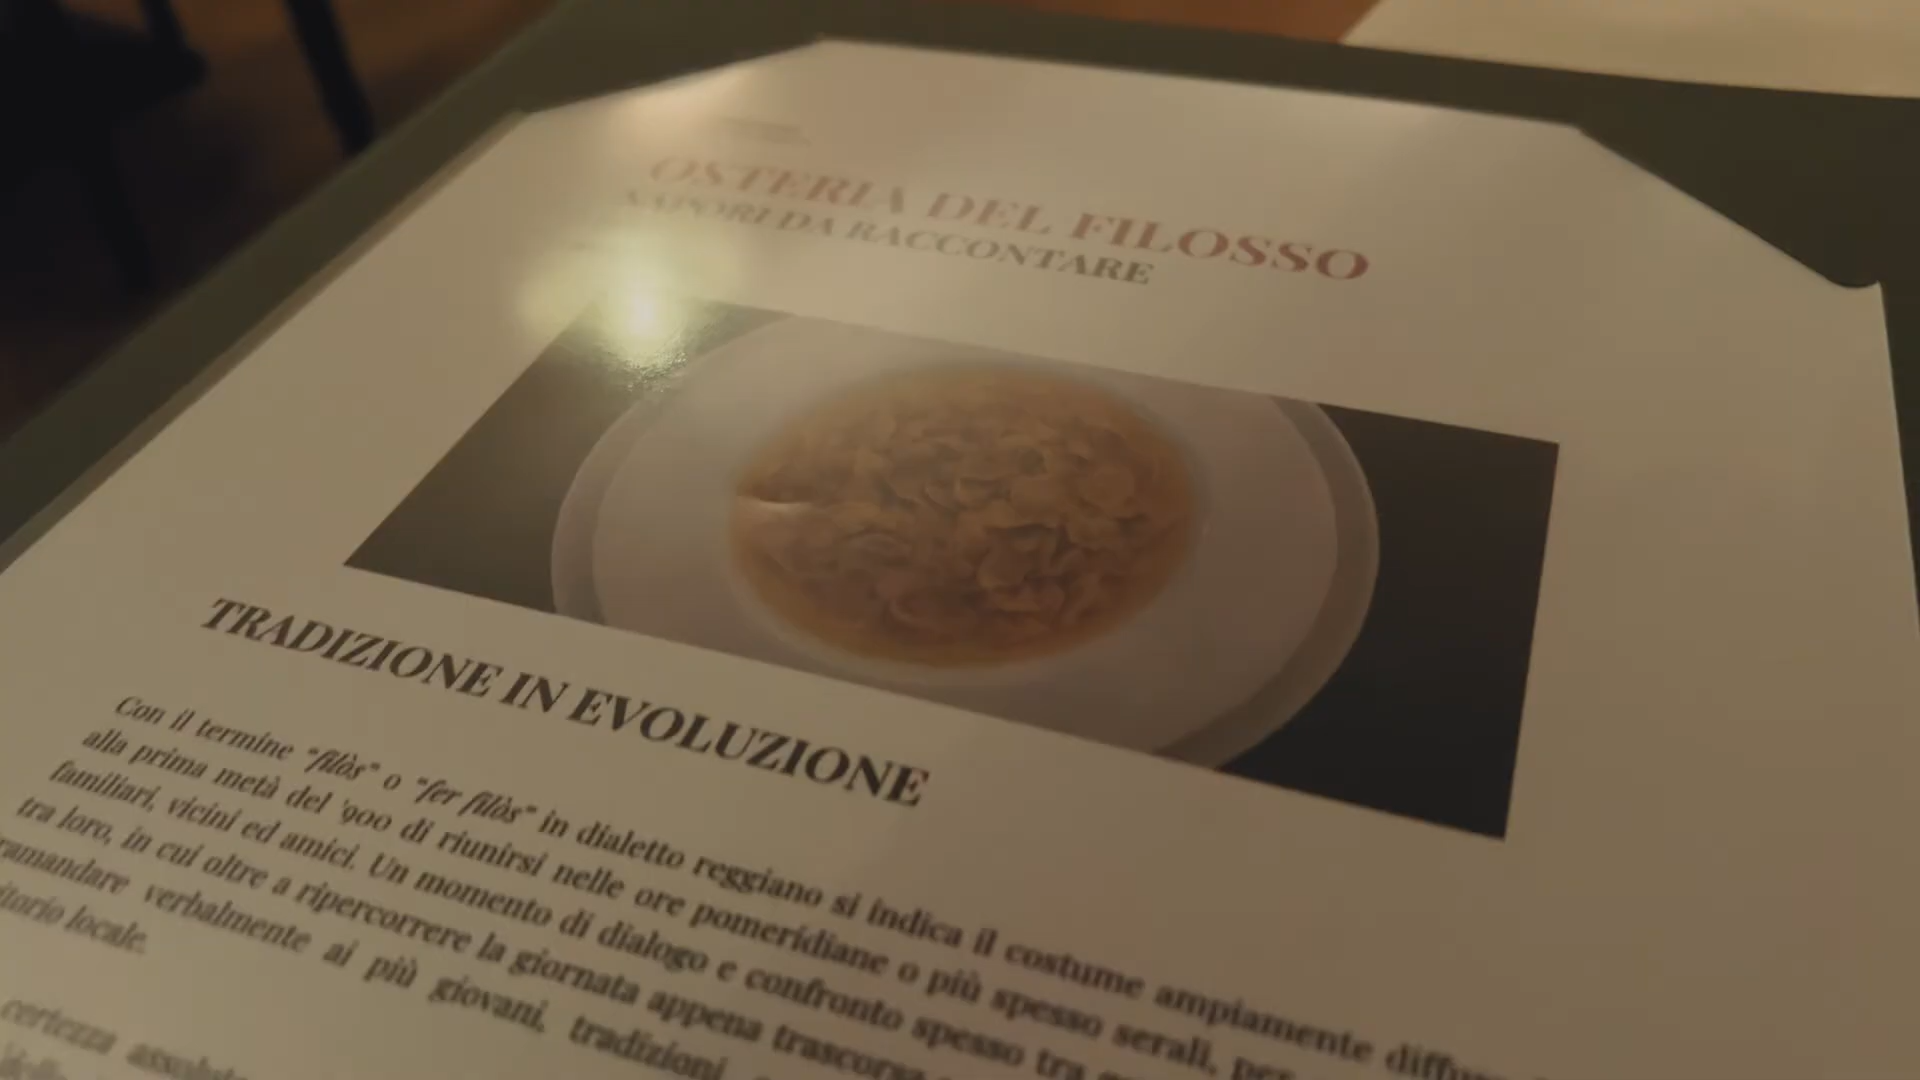 OSTERIA DEL FILOSSO
SAPORI DA RACCONTARE
TRADIZIONE IN EVOLUZIONE
Con il termine "filòs" o "fer filòs" in dialetto reggiano si indica il costume ampiamente
alla prima metà del '900 di riunirsi nelle ore pomeridiane o più spesso serali, per
familiari, vicini ed amici. Un momento di dialogo e confronto spesso tra
tra loro, in cui oltre a ripercorrere la giornata appena trascorsa
verbalmente ai più giovani, tradizioni
locale.
certezza